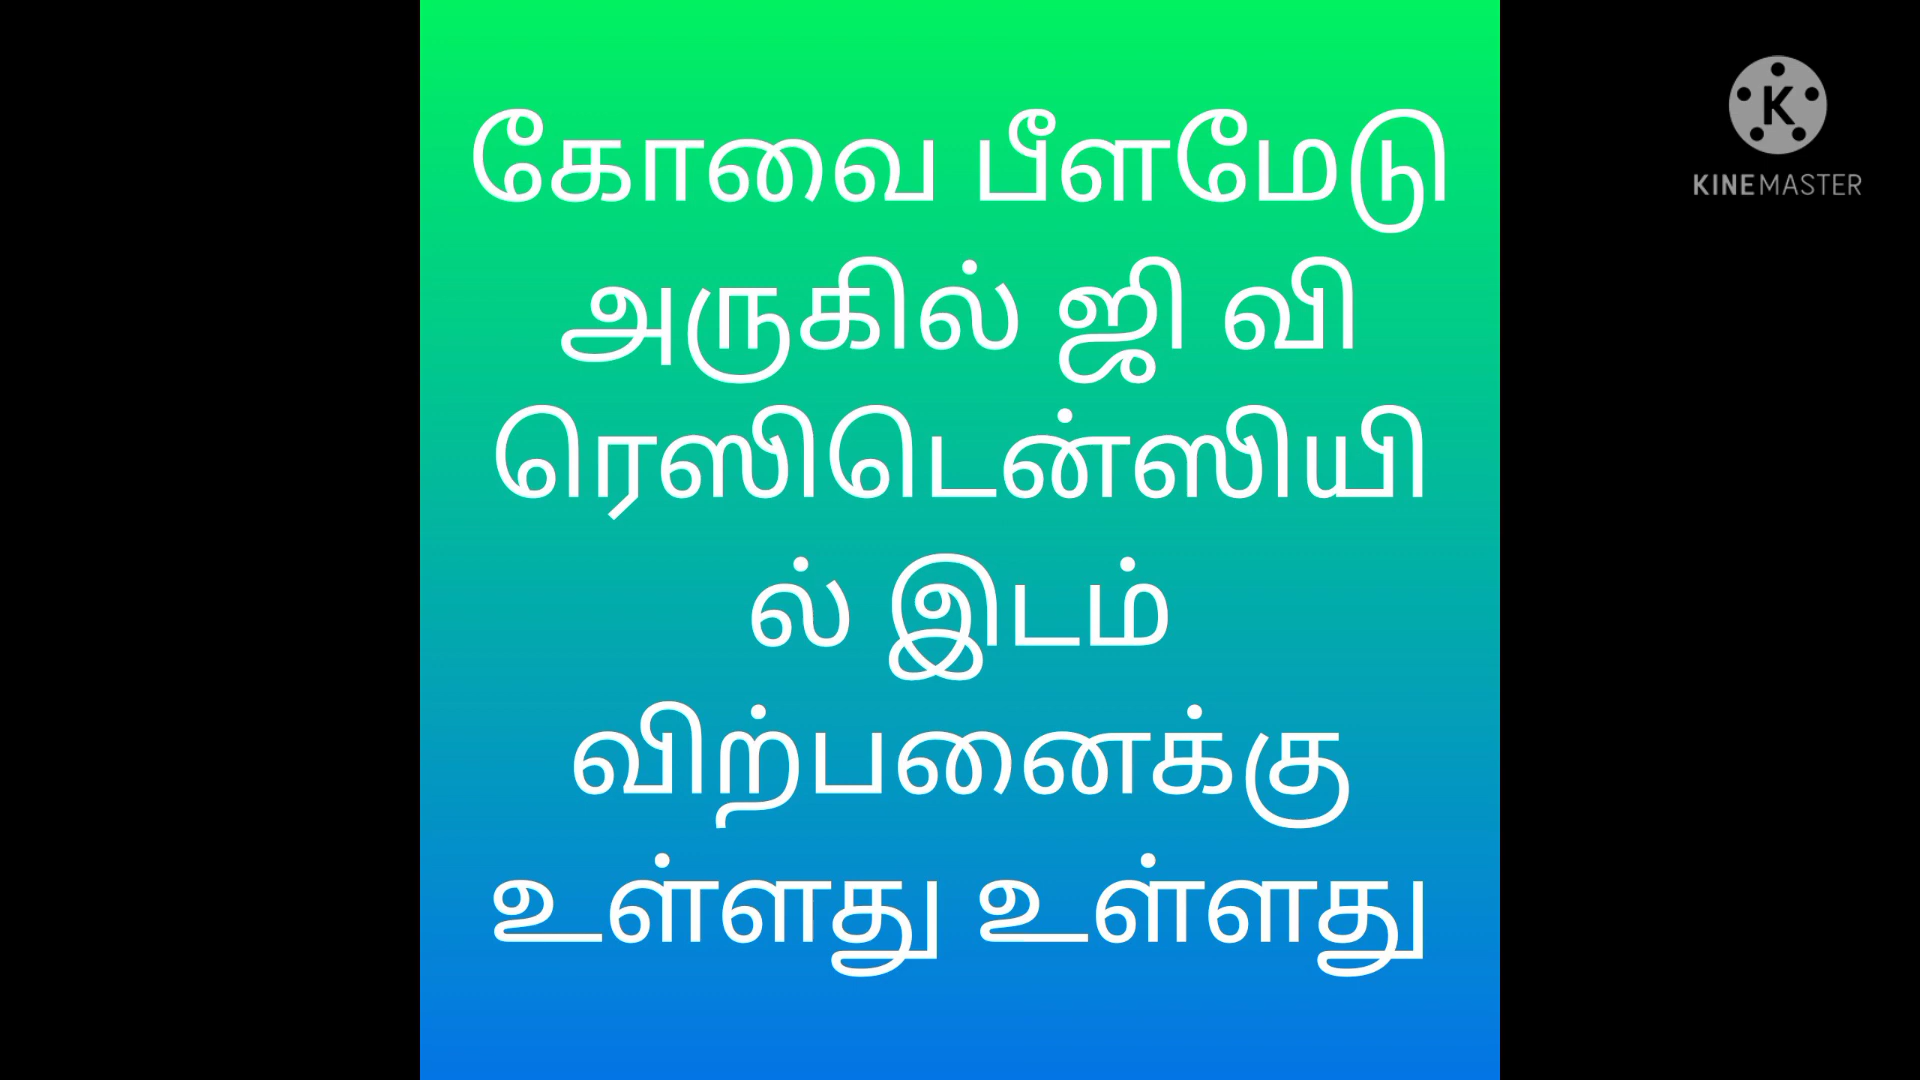 கோவை பீளமேடு
அருகில் ஜி வி
ரெஸிடென்ஸியி
ல் இடம்
விற்பனைக்கு
உள்ளது உள்ளது
K
KINEMASTER